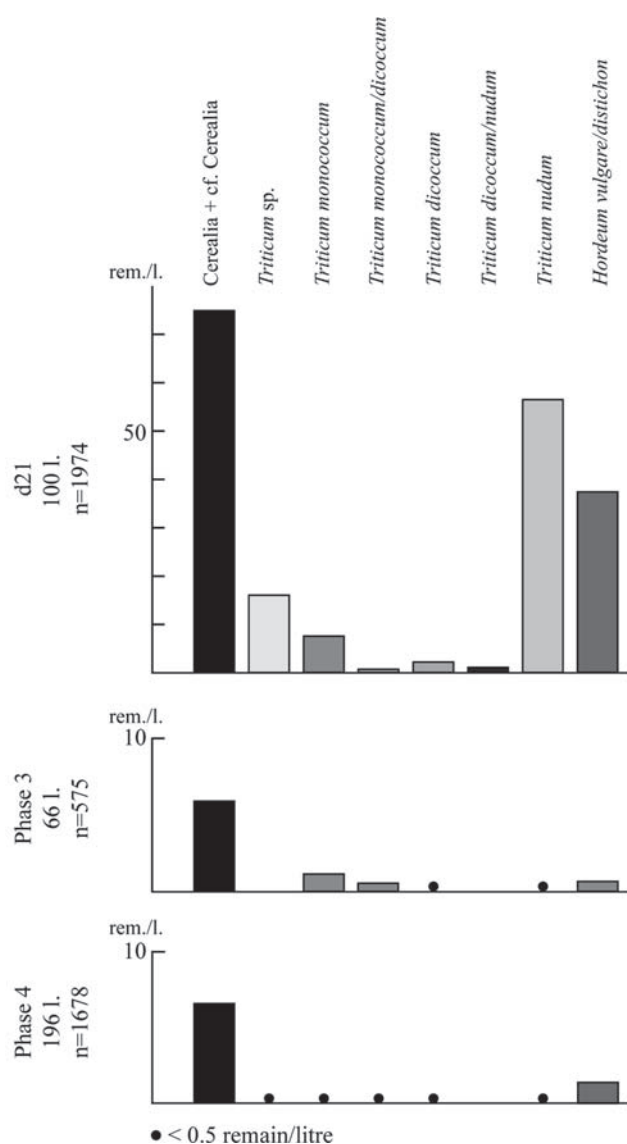 Cerealia + cf. Cerealia
Triticum sp.
Triticum monococcum
Triticum monococcum/dicoccum
Triticum dicoccum
Triticum dicoccum/nudum
Triticum nudum
Hordeum vulgare/distichon
rem./l.
50
d21
100 l.
n=1974
rem./l.
10
Phase 3
66 l.
n=575
rem./l.
10
Phase 4
196 l.
n=1678
● < 0.5 remain/litre